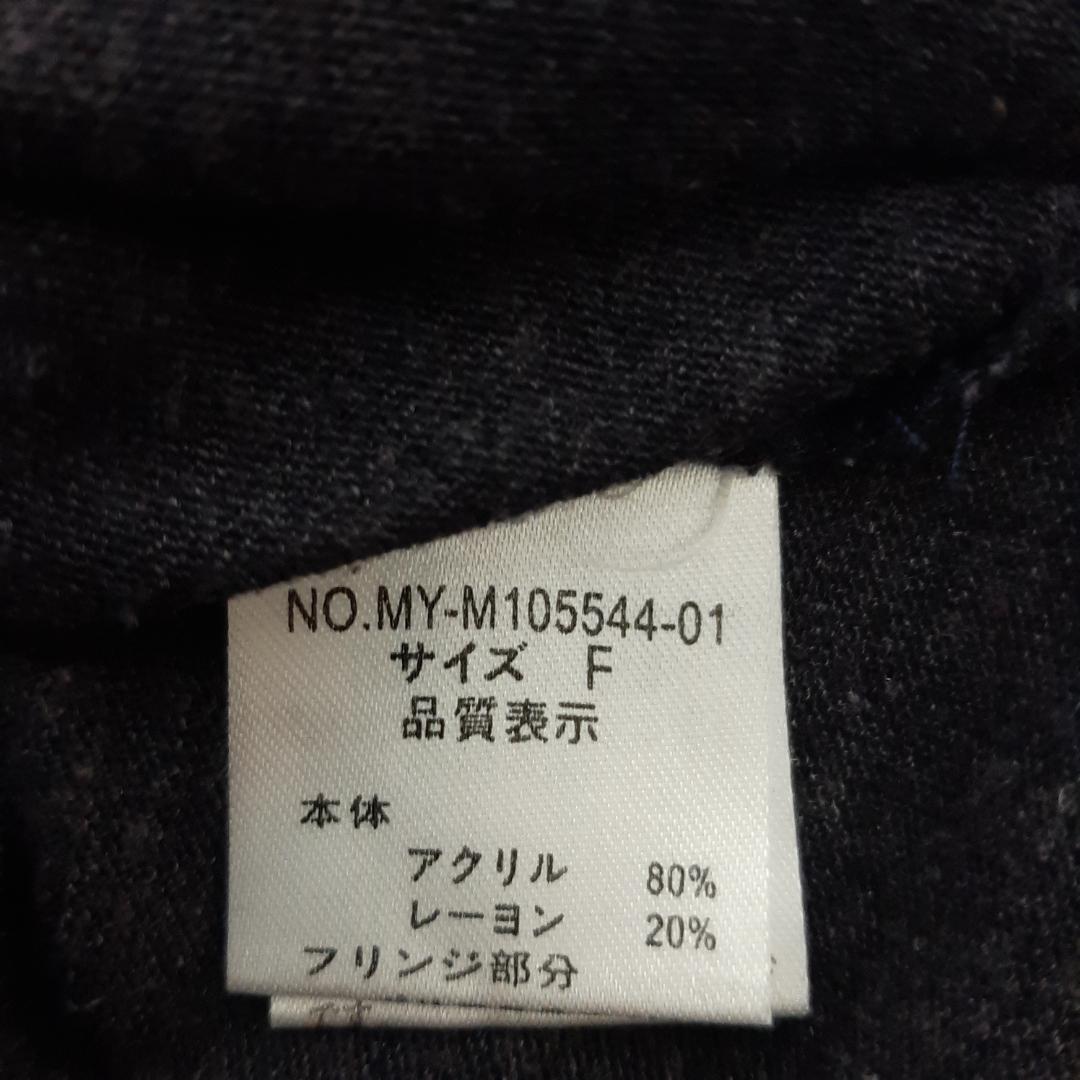 NO.MY-M105544-01
サイズ F
品質表示
本体
アクリル 80%
レーヨン 20%
フリンジ部分